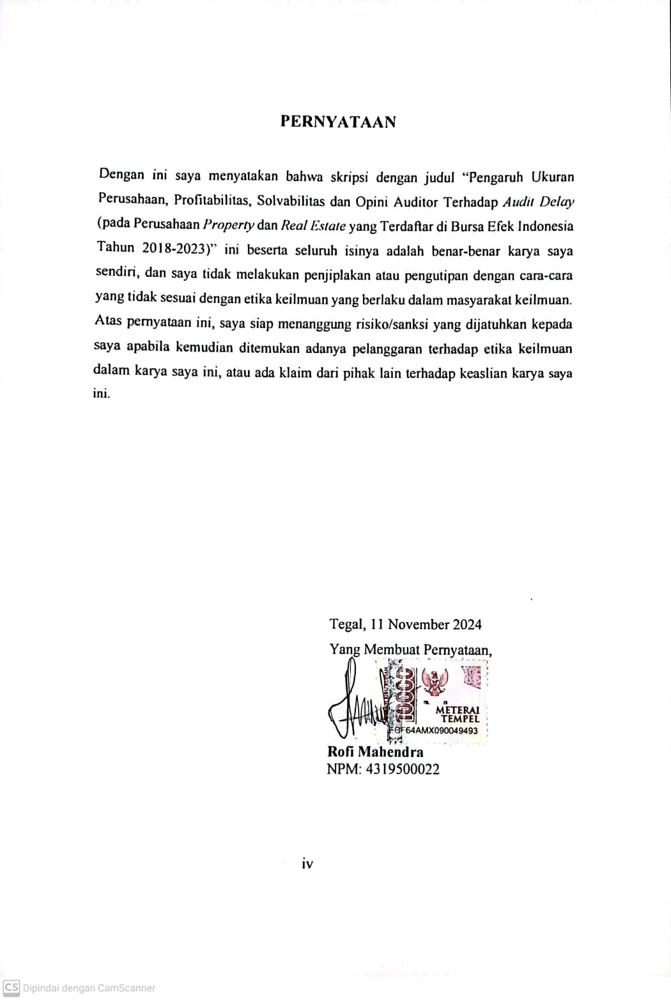 PERNYATAAN
Dengan ini saya menyatakan bahwa skripsi dengan judul “Pengaruh Ukuran
Perusahaan, Profitabilitas, Solvabilitas dan Opini Auditor Terhadap Audit Delay
(pada Perusahaan Property dan Real Estate yang Terdaftar di Bursa Efek Indonesia
Tahun 2018-2023)” ini beserta seluruh isinya adalah benar-benar karya saya
sendiri, dan saya tidak melakukan penjiplakan atau pengutipan dengan cara-cara
yang tidak sesuai dengan etika keilmuan yang berlaku dalam masyarakat keilmuan.
Atas pernyataan ini, saya siap menanggung risiko/sanksi yang dijatuhkan kepada
saya apabila kemudian ditemukan adanya pelanggaran terhadap etika keilmuan
dalam karya saya ini, atau ada klaim dari pihak lain terhadap keaslian karya saya
ini.
Tegal, 11 November 2024
Yang Membuat Pernyataan,
10000
METERAI
TEMPEL
64AMX090049493
Rofi Mahendra
NPM: 4319500022
iv
CS Dipindai dengan CamScanner